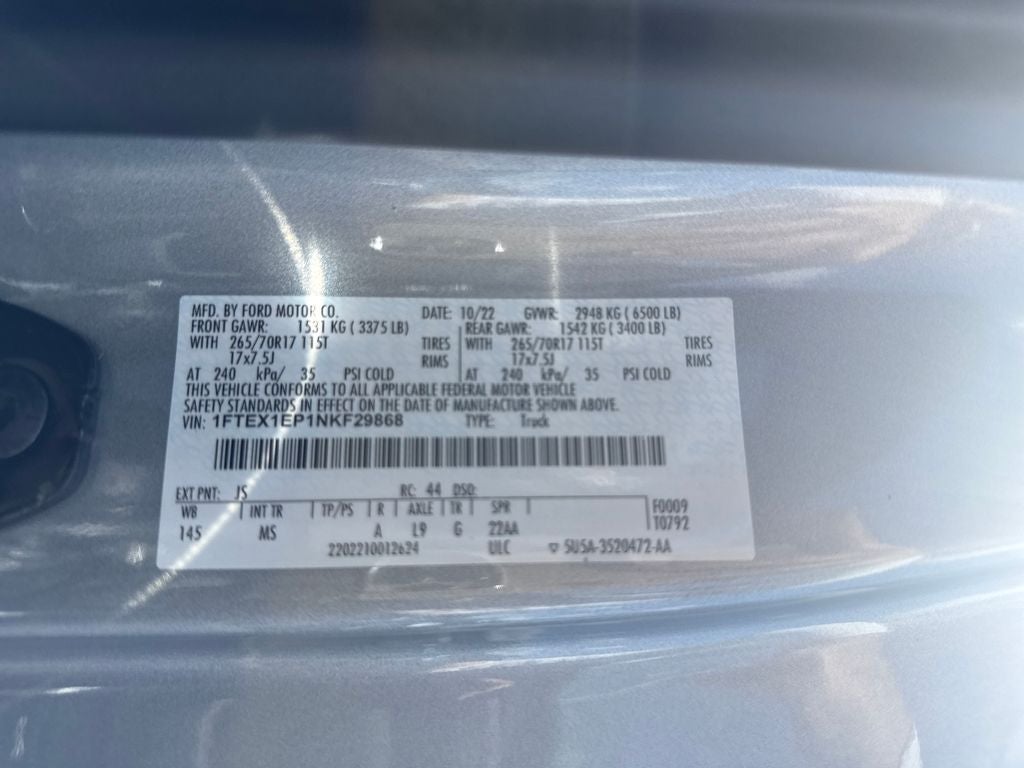 MFD. BY FORD MOTOR CO. DATE: 10/22 GVWR: 2948 KG ( 6500 LB)
FRONT GAWR: 1531 KG ( 3375 LB) REAR GAWR: 1542 KG ( 3400 LB)
WITH 265/70R17 115T TIRES WITH 265/70R17 115T TIRES
17x7.5J RIMS 17x7.5J RIMS
AT 240 kPa/ 35 PSI COLD AT 240 kPa/ 35 PSI COLD
THIS VEHICLE CONFORMS TO ALL APPLICABLE FEDERAL MOTOR VEHICLE
SAFETY STANDARDS IN EFFECT ON THE DATE OF MANUFACTURE SHOWN ABOVE.
VIN: 1FTEX1EP1NKF29868 TYPE: Truck
EXT PNT: JS RC: 44 DSO:
WB INT TR TP/PS R AXLE TR SPR F0009
145 MS A L9 G 22AA T0792
2202210012624 ULC ▽ 5U5A-3520472-AA